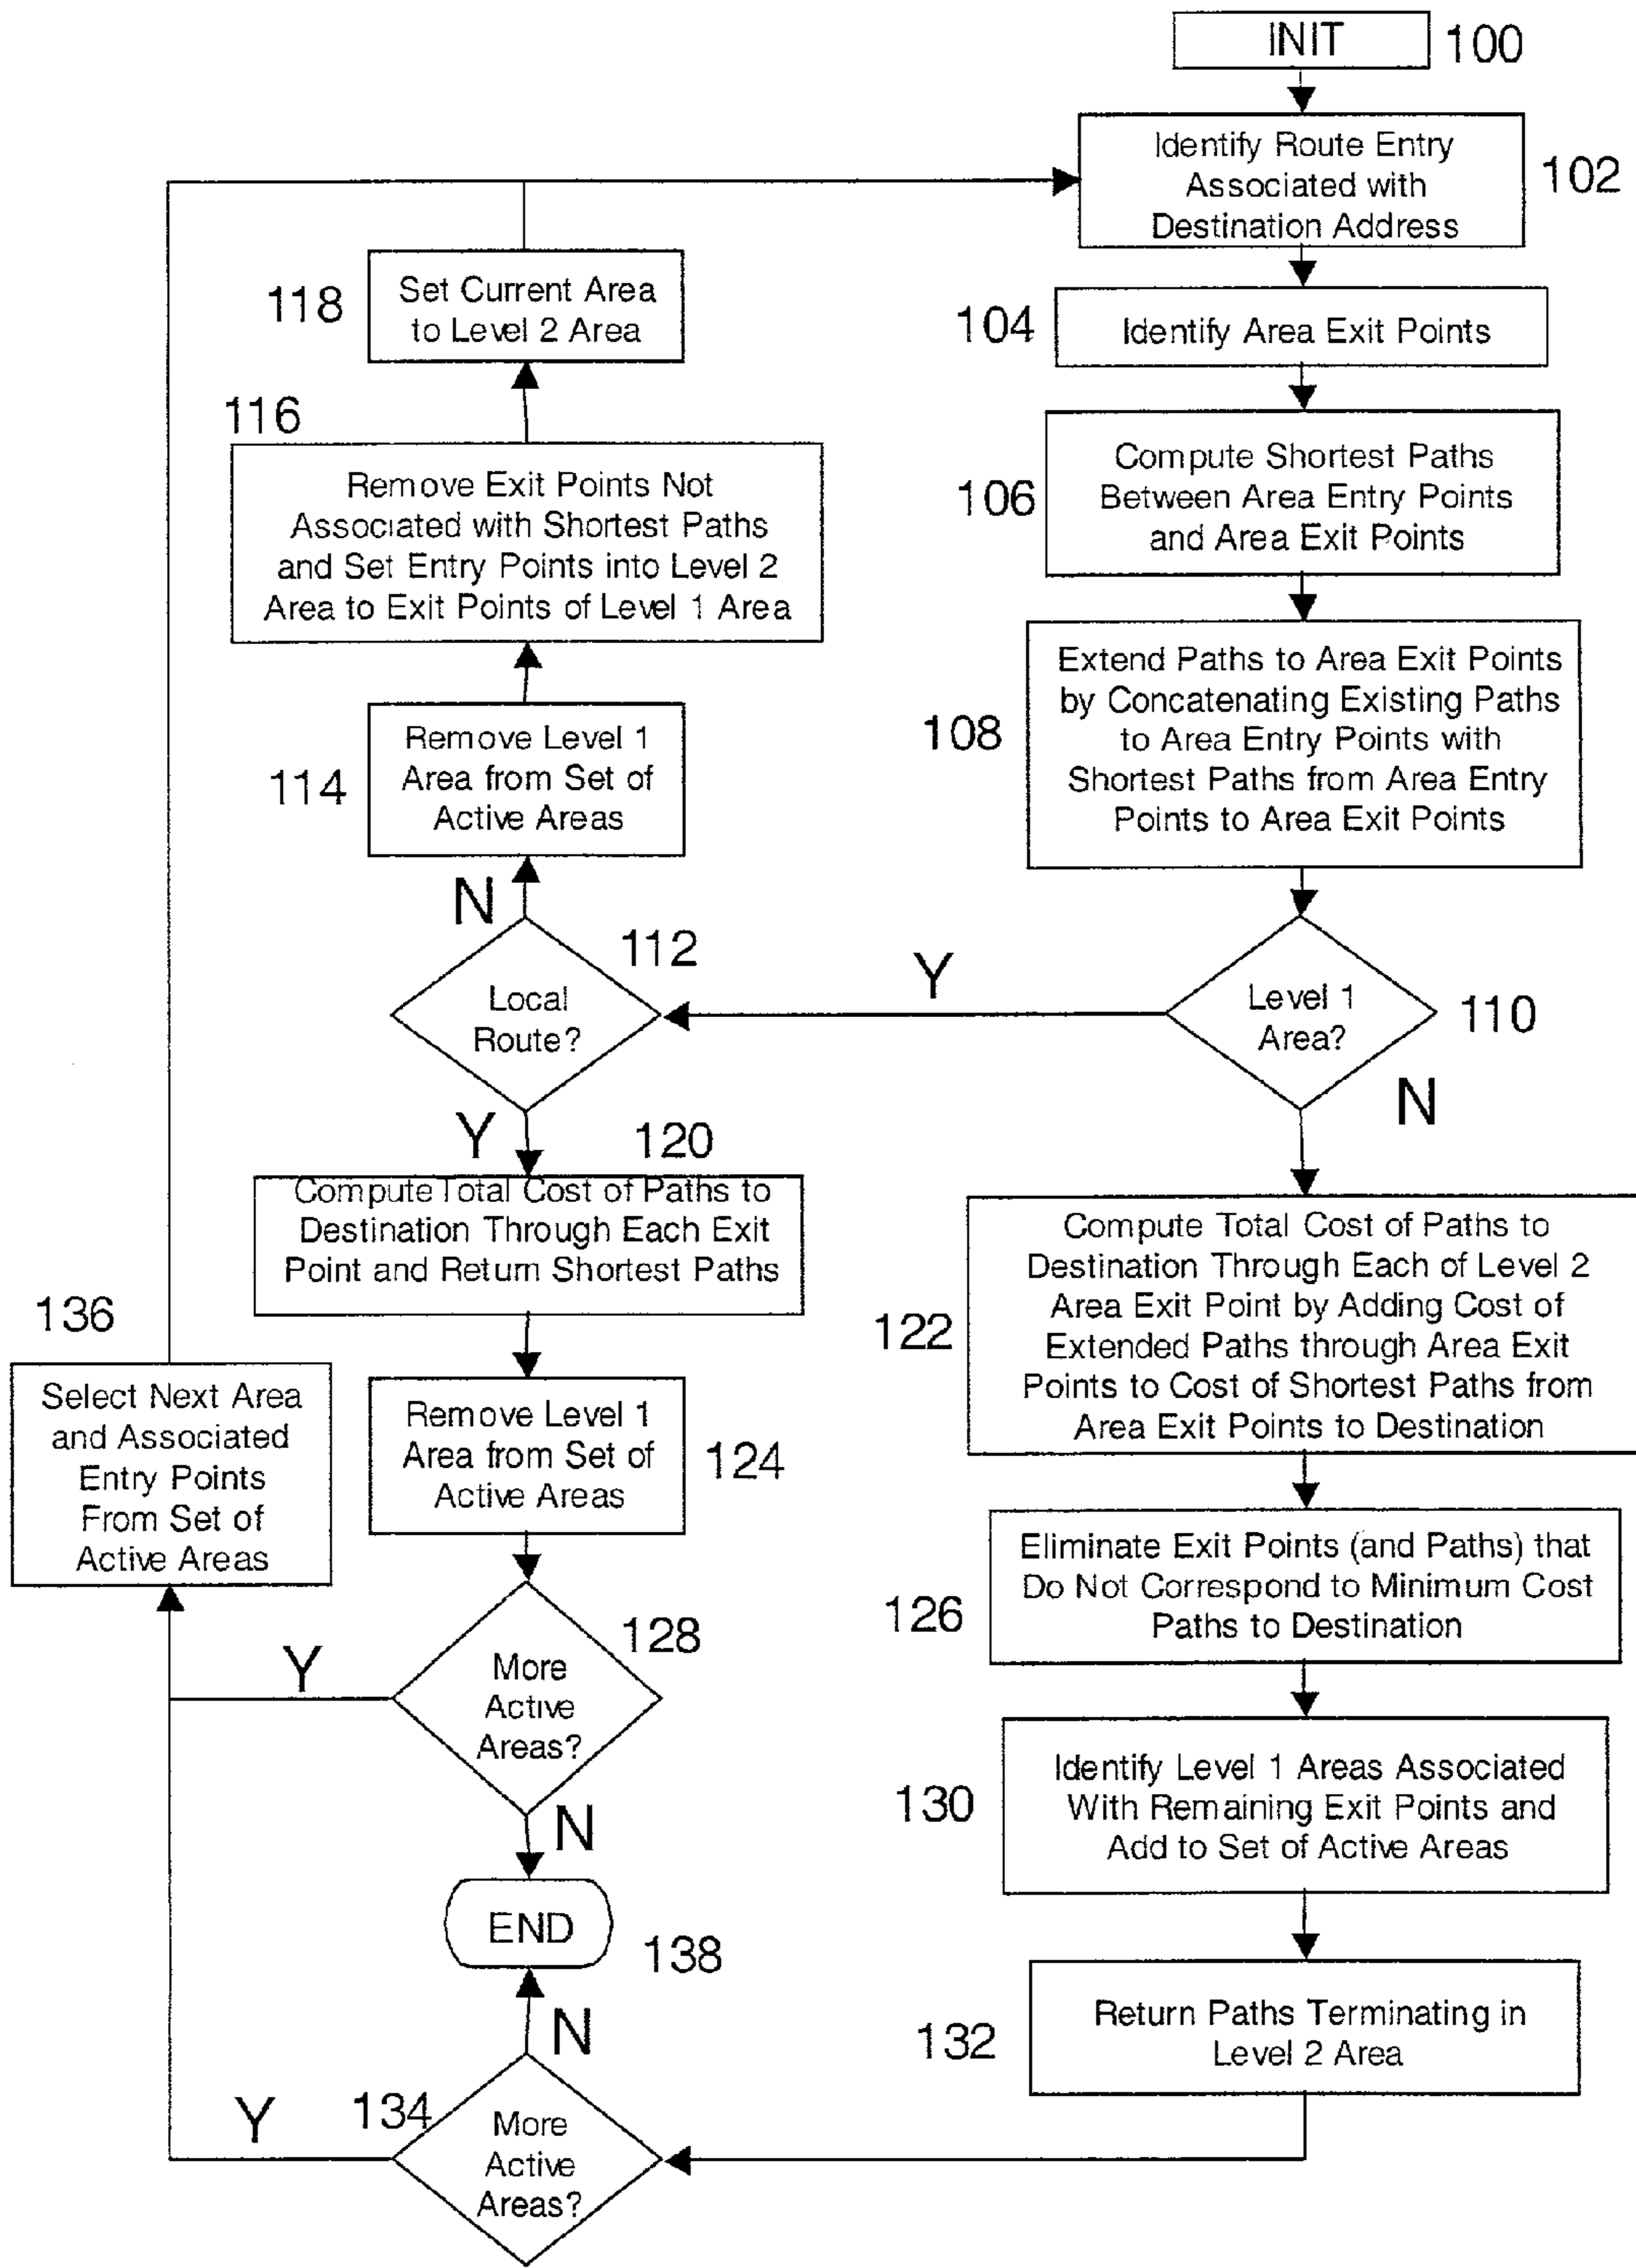 INIT
100
Identify Route Entry
Associated with
Destination Address
102
118
Set Current Area
to Level 2 Area
104
Identify Area Exit Points
116
Remove Exit Points Not
Associated with Shortest Paths
and Set Entry Points into Level 2
Area to Exit Points of Level 1 Area
106
Compute Shortest Paths
Between Area Entry Points
and Area Exit Points
108
Extend Paths to Area Exit Points
by Concatenating Existing Paths
to Area Entry Points with
Shortest Paths from Area Entry
Points to Area Exit Points
114
Remove Level 1
Area from Set of
Active Areas
N
112
Local
Route?
Y
Level 1
Area?
110
N
Y
120
Compute Total Cost of Paths to
Destination Through Each Exit
Point and Return Shortest Paths
122
Compute Total Cost of Paths to
Destination Through Each of Level 2
Area Exit Point by Adding Cost of
Extended Paths through Area Exit
Points to Cost of Shortest Paths from
Area Exit Points to Destination
136
Select Next Area
and Associated
Entry Points
From Set of
Active Areas
Remove Level 1
Area from Set of
Active Areas
124
126
Eliminate Exit Points (and Paths) that
Do Not Correspond to Minimum Cost
Paths to Destination
Y
128
More
Active
Areas?
N
130
Identify Level 1 Areas Associated
With Remaining Exit Points and
Add to Set of Active Areas
END
138
N
132
Return Paths Terminating in
Level 2 Area
Y
134
More
Active
Areas?